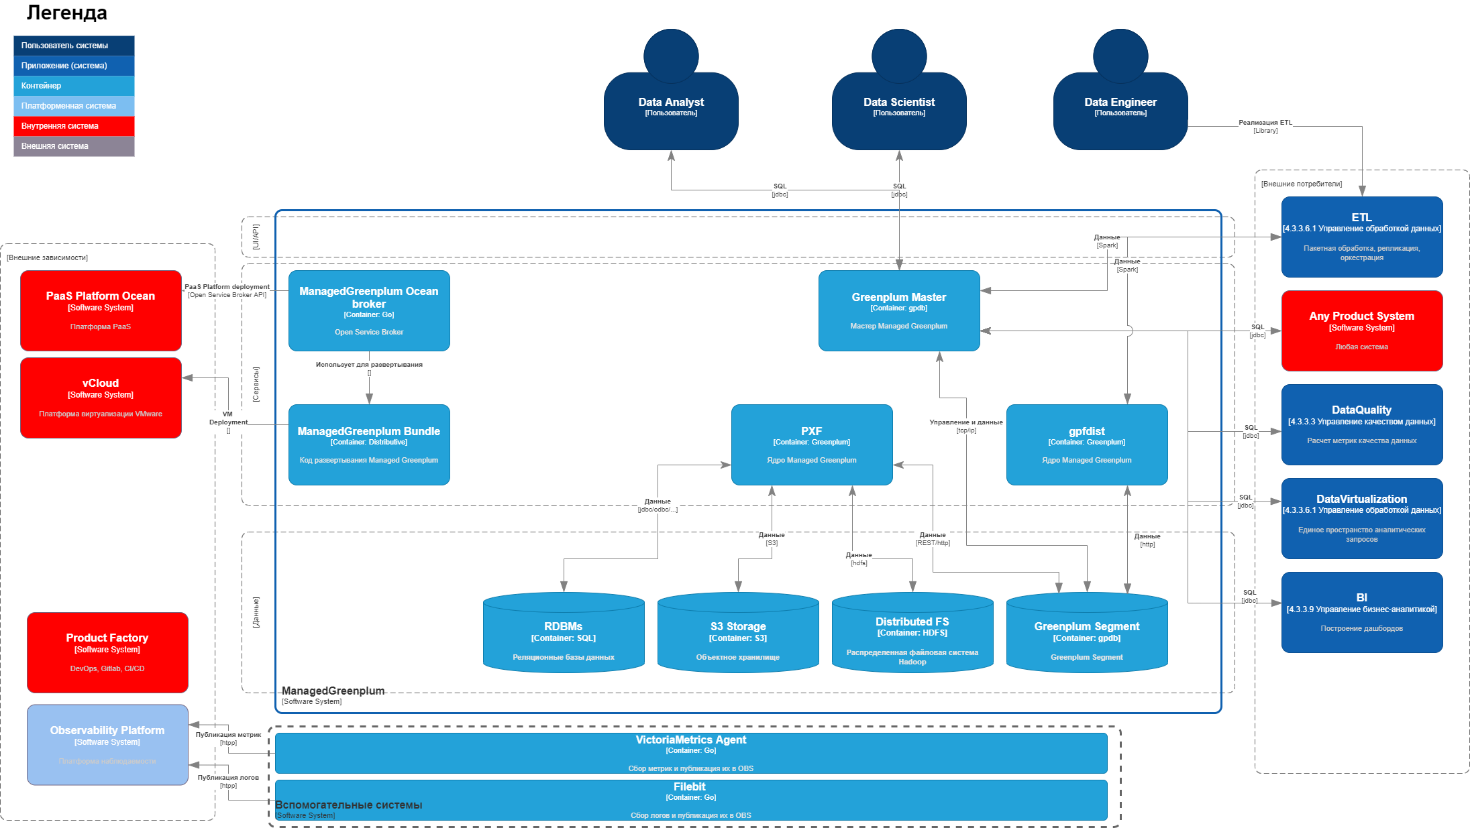 Легенда
Пользователь системы
Приложение (система)
Контейнер
Платформенная система
Внутренняя система
Внешняя система
Data Analyst
[Пользователь]
Data Scientist
[Пользователь]
Data Engineer
[Пользователь]
Реализация ETL
[Library]
SQL
[jdbc]
SQL
[jdbc]
[Внешние потребители]
ETL
[4.3.3.6.1 Управление обработкой данных]
Пакетная обработка, репликация,
оркестрация
[UI/API]
Данные
[Spark]
Данные
[Spark]
[Внешние зависимости]
PaaS Platform Ocean
[Software System]
Платформа PaaS
PaaS Platform deployment
[Open Service Broker API]
ManagedGreenplum Ocean
broker
[Container: Go]
Open Service Broker
Greenplum Master
[Container: gpdb]
Мастер Managed Greenplum
SQL
[jdbc]
Any Product System
[Software System]
Любая система
vCloud
[Software System]
Платформа виртуализации VMware
VM
Deployment
[]
[Сервисы]
Использует для развертывания
[]
ManagedGreenplum Bundle
[Container: Distributive]
Код развертывания Managed Greenplum
PXF
[Container: Greenplum]
Ядро Managed Greenplum
Управление и данные
[tcp/ip]
gpfdist
[Container: Greenplum]
Ядро Managed Greenplum
SQL
[jdbc]
DataQuality
[4.3.3.3 Управление качеством данных]
Расчет метрик качества данных
SQL
[jdbc]
DataVirtualization
[4.3.3.6.1 Управление обработкой данных]
Единое пространство аналитических
запросов
Данные
[jdbc/odbc/...]
Данные
[S3]
Данные
[hdfs]
Данные
[REST/http]
Данные
[http]
[Данные]
RDBMs
[Container: SQL]
Реляционные базы данных
S3 Storage
[Container: S3]
Объектное хранилище
Distributed FS
[Container: HDFS]
Распределенная файловая система
Hadoop
Greenplum Segment
[Container: gpdb]
Greenplum Segment
SQL
[jdbc]
BI
[4.3.3.9 Управление бизнес-аналитикой]
Построение дашбордов
Product Factory
[Software System]
DevOps, Gitlab, CI/CD
ManagedGreenplum
[Software System]
Observability Platform
[Software System]
Платформа наблюдаемости
Публикация метрик
[htpp]
Публикация логов
[htpp]
VictoriaMetrics Agent
[Container: Go]
Сбор метрик и публикация их в OBS
Filebit
[Container: Go]
Сбор логов и публикация их в OBS
Вспомогательные системы
[Software System]